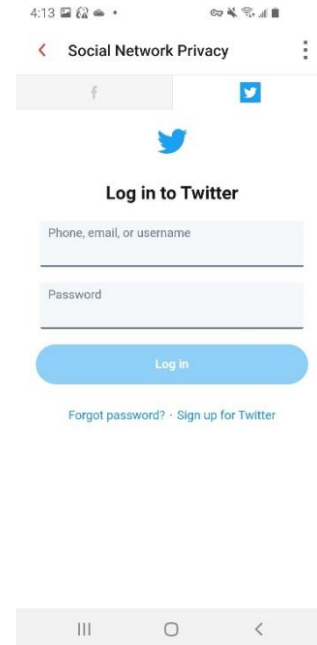 4:13
Social Network Privacy
Log in to Twitter
Phone, email, or username
Password
Log in
Forgot password? · Sign up for Twitter